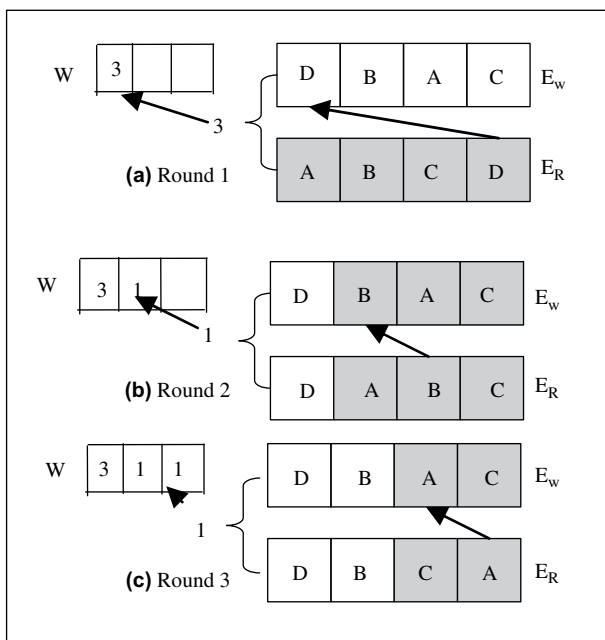 W 3 D B A C E_w
3
(a) Round 1 A B C D E_R
W 3 1 D B A C E_w
1
(b) Round 2 D A B C E_R
W 3 1 1 D B A C E_w
1
(c) Round 3 D B C A E_R